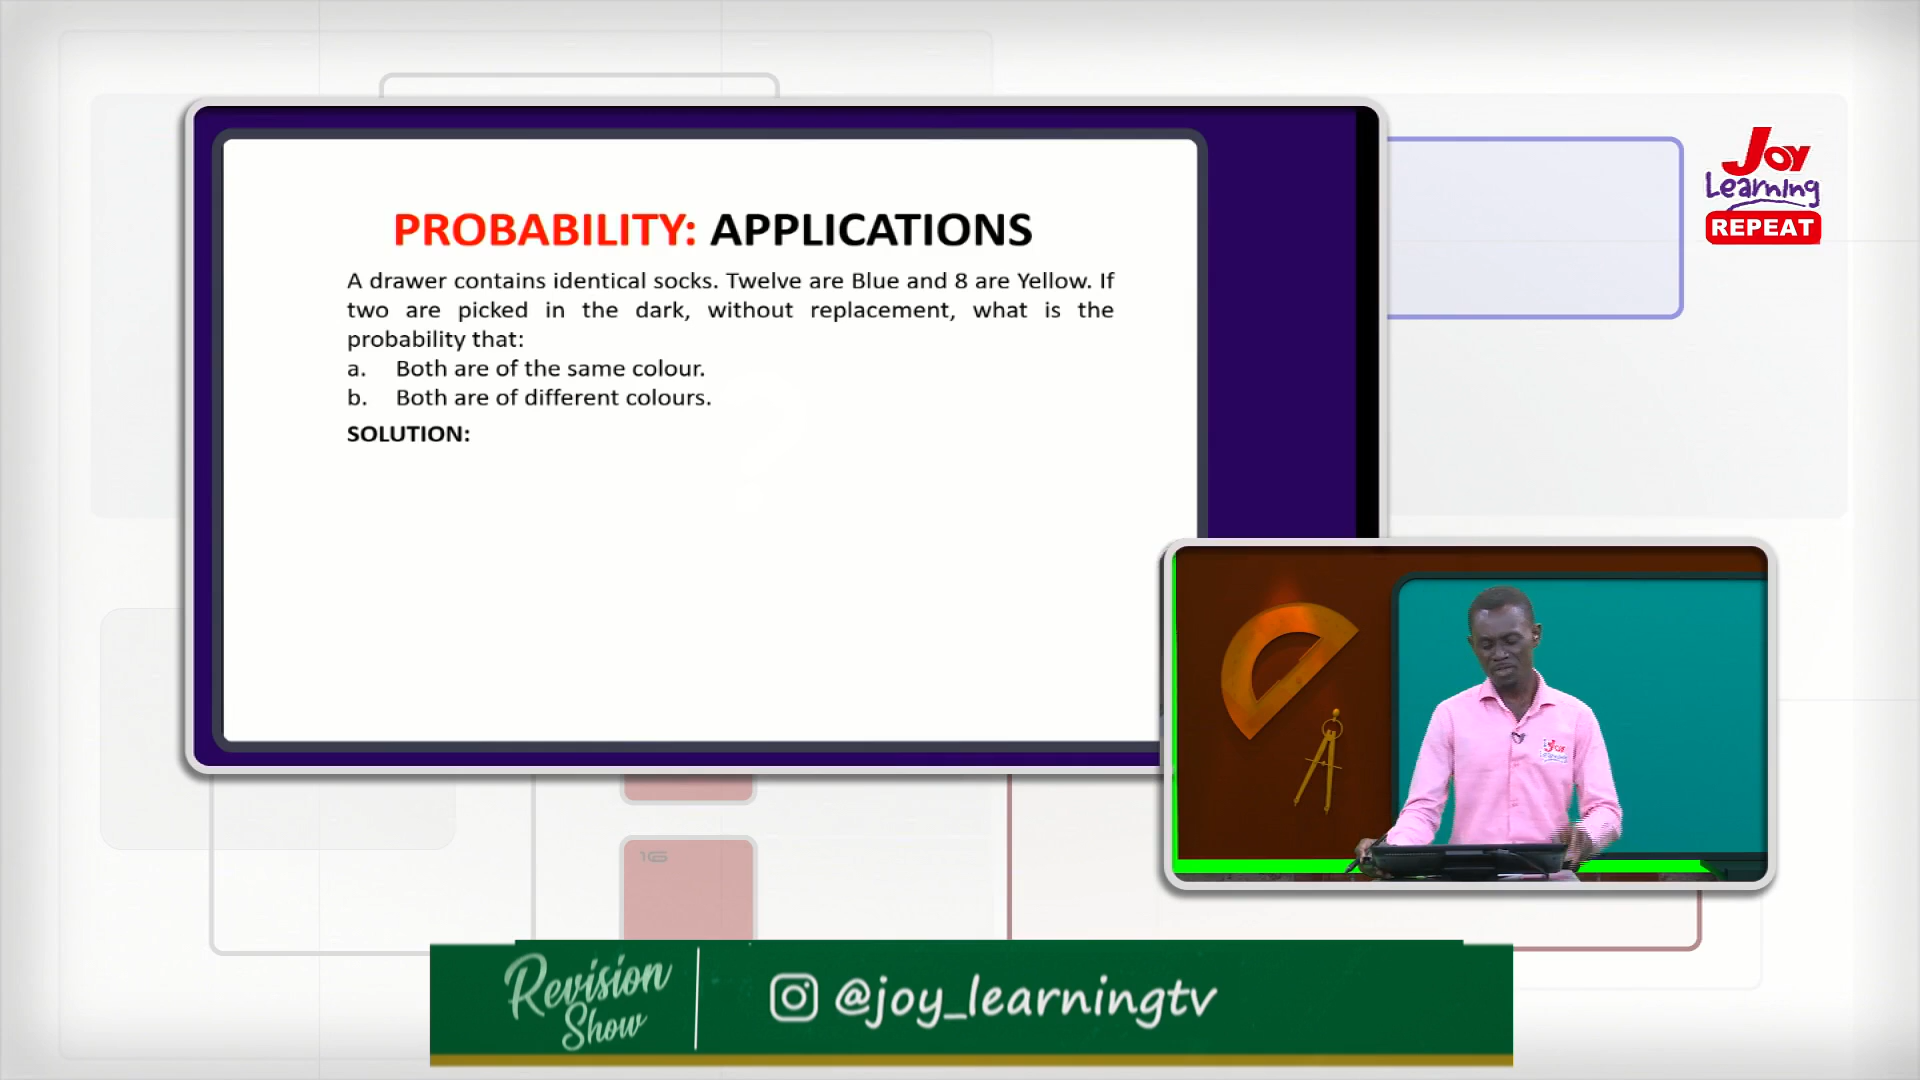 Joy
Learning
REPEAT
PROBABILITY: APPLICATIONS
A drawer contains identical socks. Twelve are Blue and 8 are Yellow. If
two are picked in the dark, without replacement, what is the
probability that:
a. Both are of the same colour.
b. Both are of different colours.
SOLUTION:
Joy
16
Revision
Show
@joy_learningtv